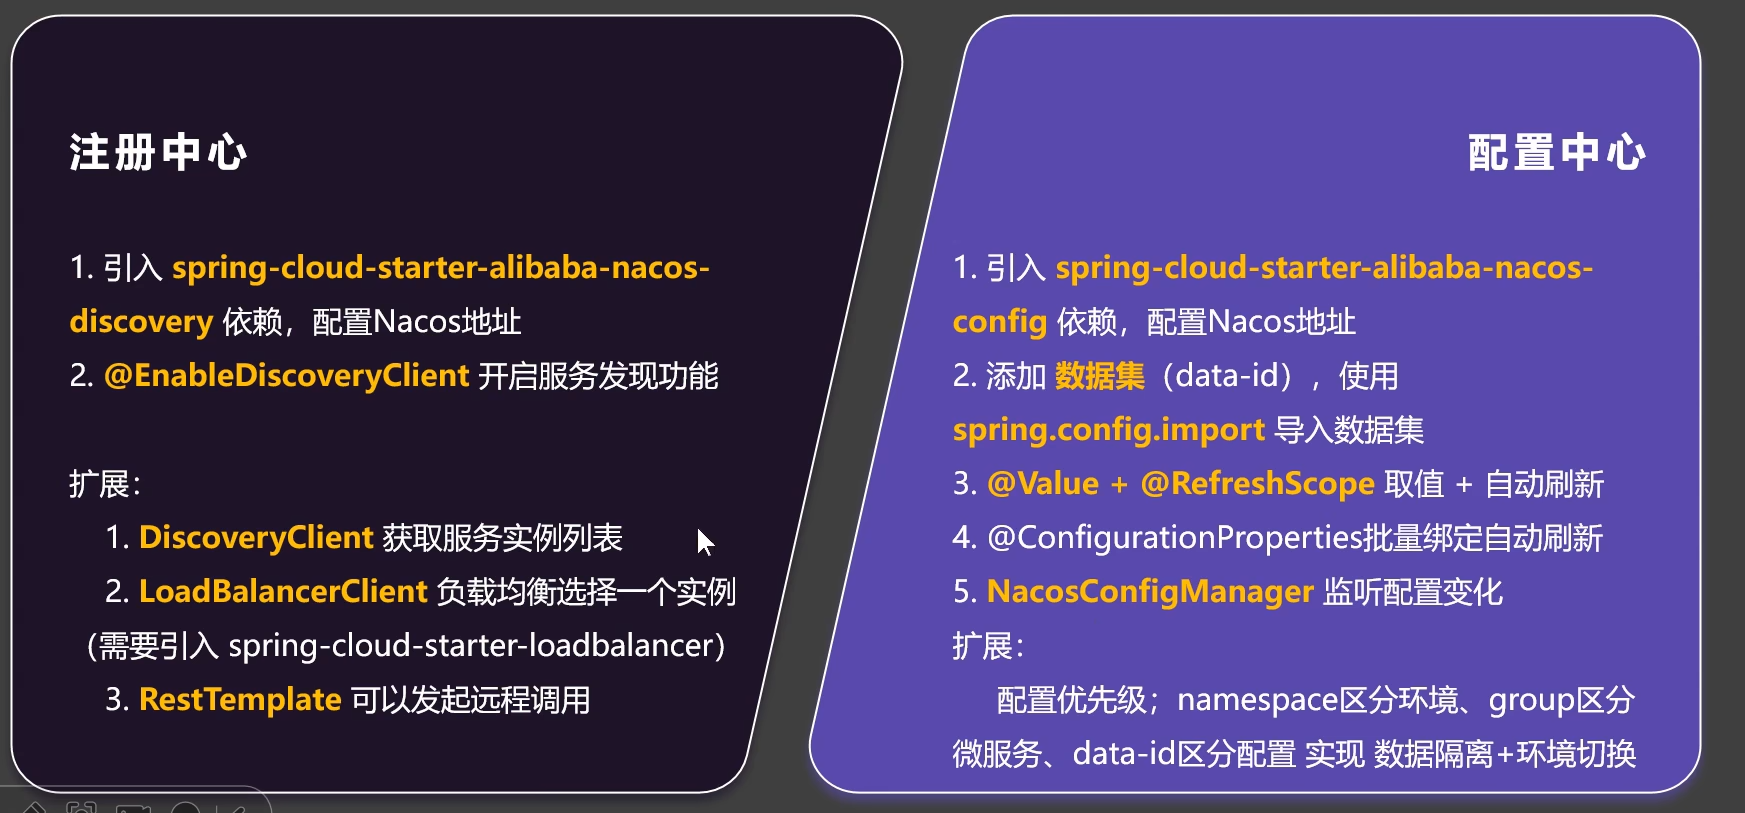 注册中心
1. 引入 spring-cloud-starter-alibaba-nacos-
discovery 依赖，配置Nacos地址
2. @EnableDiscoveryClient 开启服务发现功能
扩展：
1. DiscoveryClient 获取服务实例列表
2. LoadBalancerClient 负载均衡选择一个实例
（需要引入 spring-cloud-starter-loadbalancer）
3. RestTemplate 可以发起远程调用
配置中心
1. 引入 spring-cloud-starter-alibaba-nacos-
config 依赖，配置Nacos地址
2. 添加 数据集（data-id），使用
spring.config.import 导入数据集
3. @Value + @RefreshScope 取值 + 自动刷新
4. @ConfigurationProperties批量绑定自动刷新
5. NacosConfigManager 监听配置变化
扩展：
配置优先级；namespace区分环境、group区分
微服务、data-id区分配置 实现 数据隔离+环境切换